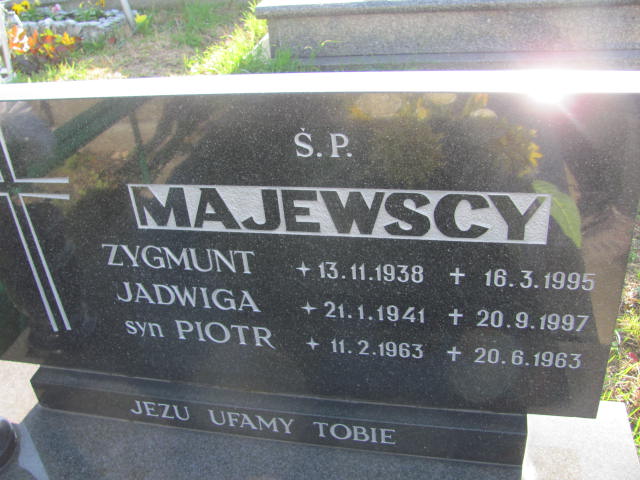 Ś.P.
MAJEWSCY
ZYGMUNT ✦ 13.11.1938 ✝ 16.3.1995
JADWIGA ✦ 21.1.1941 ✝ 20.9.1997
syn PIOTR ✦ 11.2.1963 ✝ 20.6.1963
JEZU UFAMY TOBIE